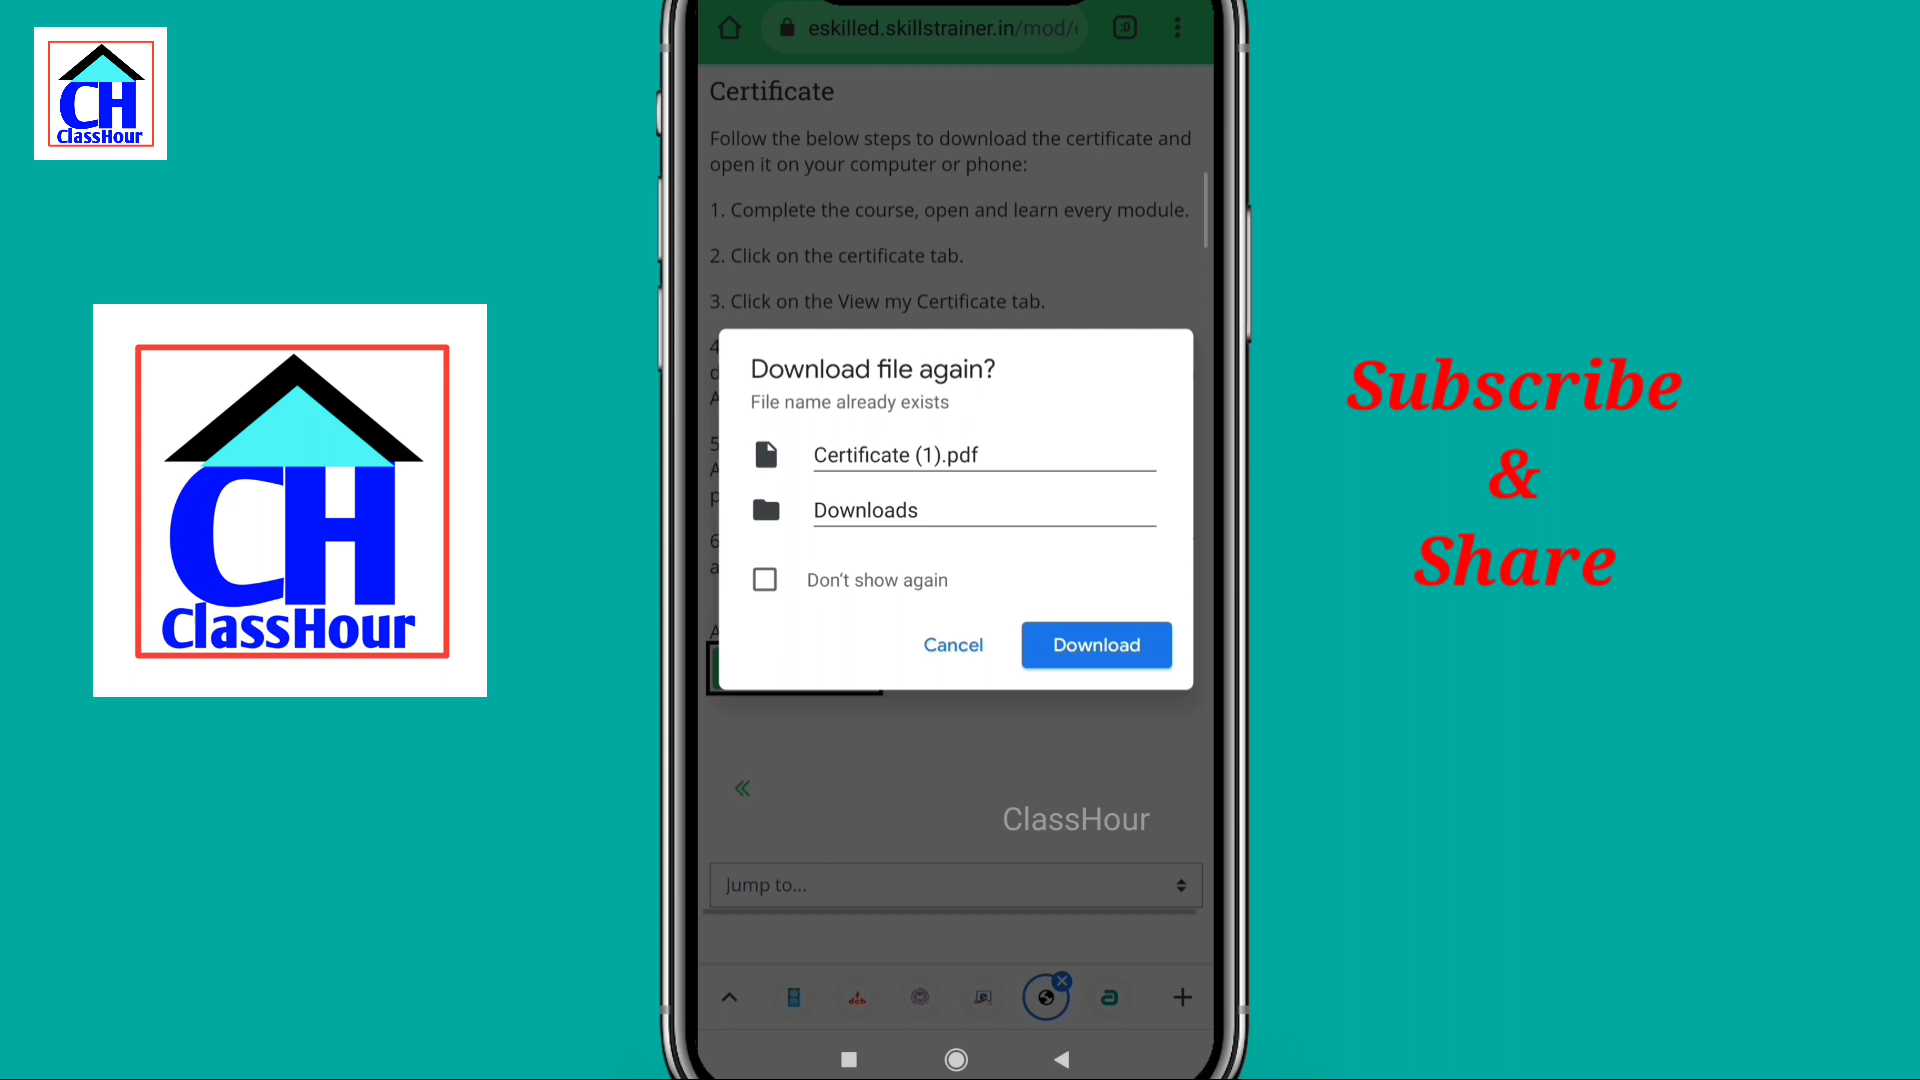 CH
ClassHour
CH
ClassHour
eskilled.skillstrainer.in/mod/
:D
Certificate
Follow the below steps to download the certificate and
open it on your computer or phone:
1. Complete the course, open and learn every module.
2. Click on the certificate tab.
3. Click on the View my Certificate tab.
Download file again?
File name already exists
Certificate (1).pdf
Downloads
Don't show again
Cancel
Download
ClassHour
Jump to...
deb
Subscribe
&
Share